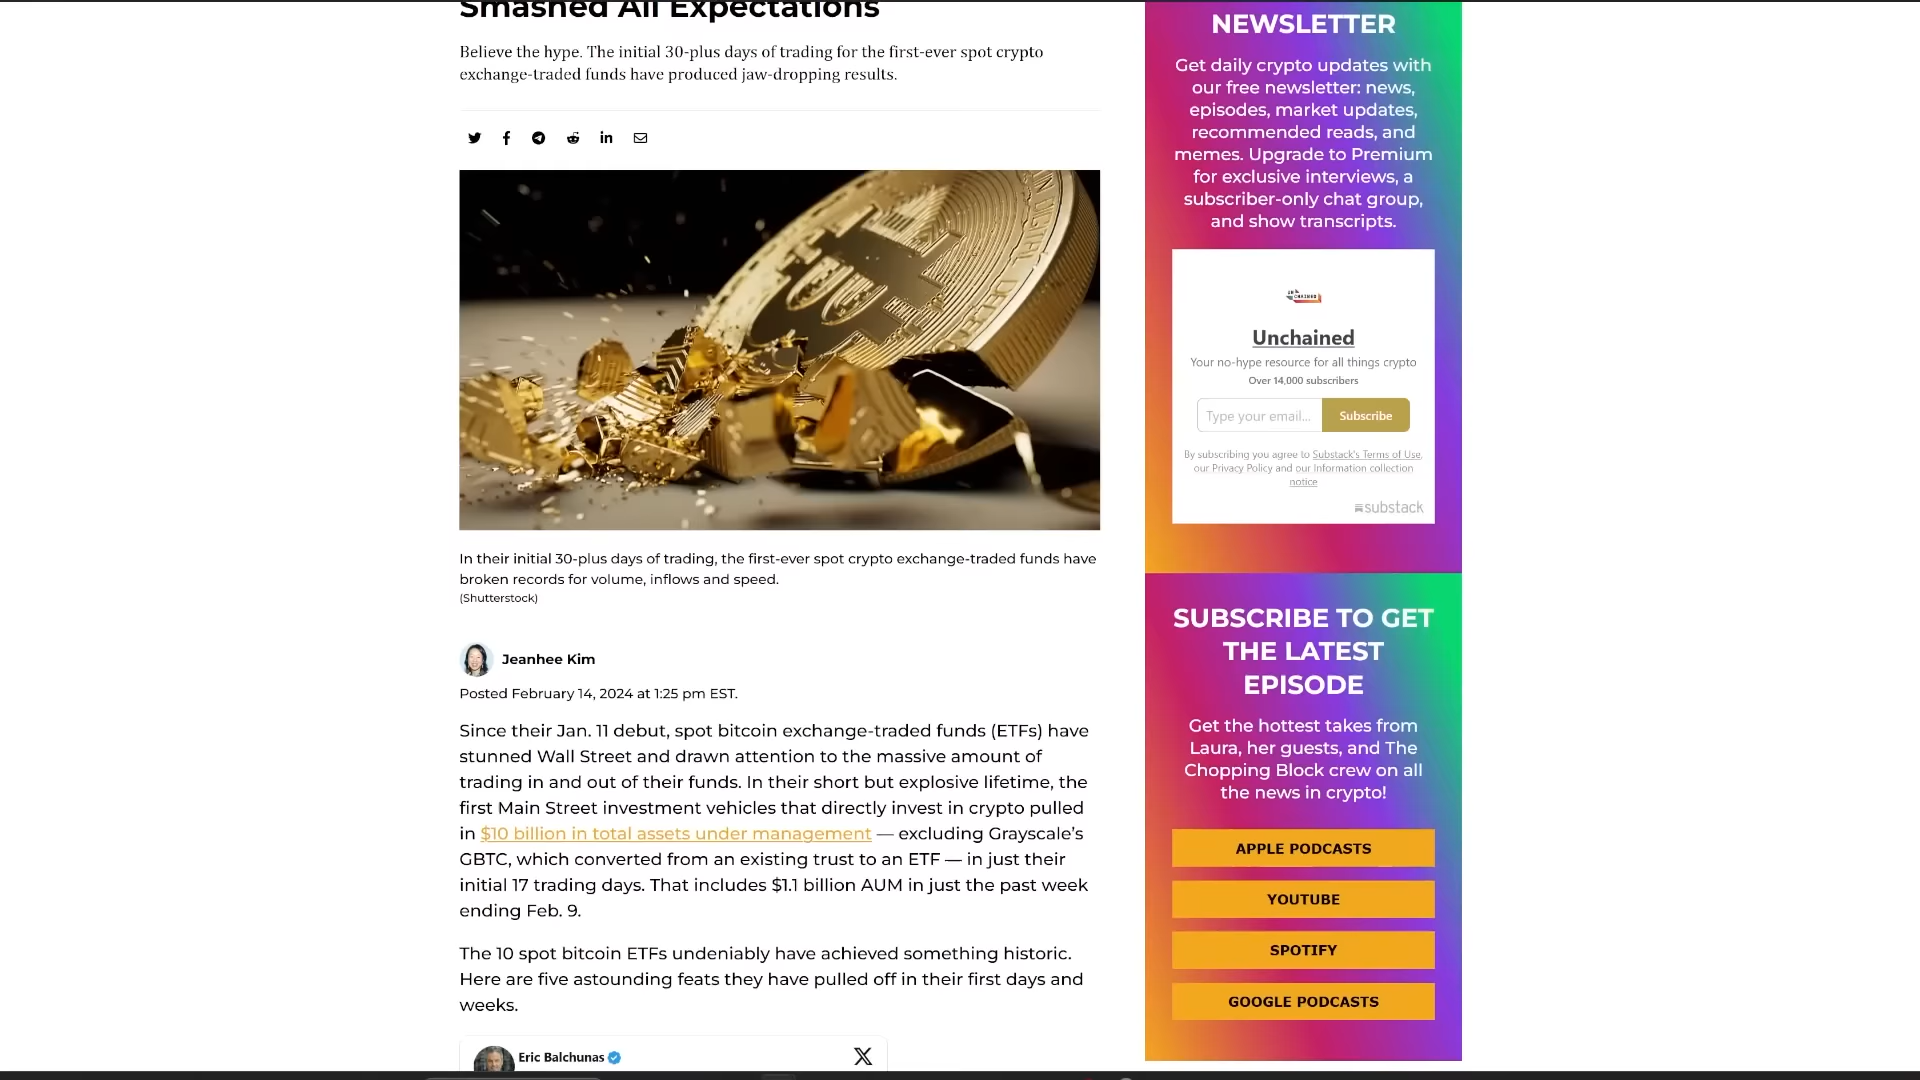 Smashed All Expectations
Believe the hype. The initial 30-plus days of trading for the first-ever spot crypto
exchange-traded funds have produced jaw-dropping results.
In their initial 30-plus days of trading, the first-ever spot crypto exchange-traded funds have
broken records for volume, inflows and speed.
(Shutterstock)
Jeanhee Kim
Posted February 14, 2024 at 1:25 pm EST.
Since their Jan. 11 debut, spot bitcoin exchange-traded funds (ETFs) have
stunned Wall Street and drawn attention to the massive amount of
trading in and out of their funds. In their short but explosive lifetime, the
first Main Street investment vehicles that directly invest in crypto pulled
in $10 billion in total assets under management — excluding Grayscale's
GBTC, which converted from an existing trust to an ETF — in just their
initial 17 trading days. That includes $1.1 billion AUM in just the past week
ending Feb. 9.
The 10 spot bitcoin ETFs undeniably have achieved something historic.
Here are five astounding feats they have pulled off in their first days and
weeks.
Eric Balchunas
NEWSLETTER
Get daily crypto updates with
our free newsletter: news,
episodes, market updates,
recommended reads, and
memes. Upgrade to Premium
for exclusive interviews, a
subscriber-only chat group,
and show transcripts.
Unchained
Your no-hype resource for all things crypto
Over 14,000 subscribers
Type your email...
Subscribe
By subscribing you agree to Substack's Terms of Use,
our Privacy Policy and our Information collection
notice
substack
SUBSCRIBE TO GET
THE LATEST
EPISODE
Get the hottest takes from
Laura, her guests, and The
Chopping Block crew on all
the news in crypto!
APPLE PODCASTS
YOUTUBE
SPOTIFY
GOOGLE PODCASTS